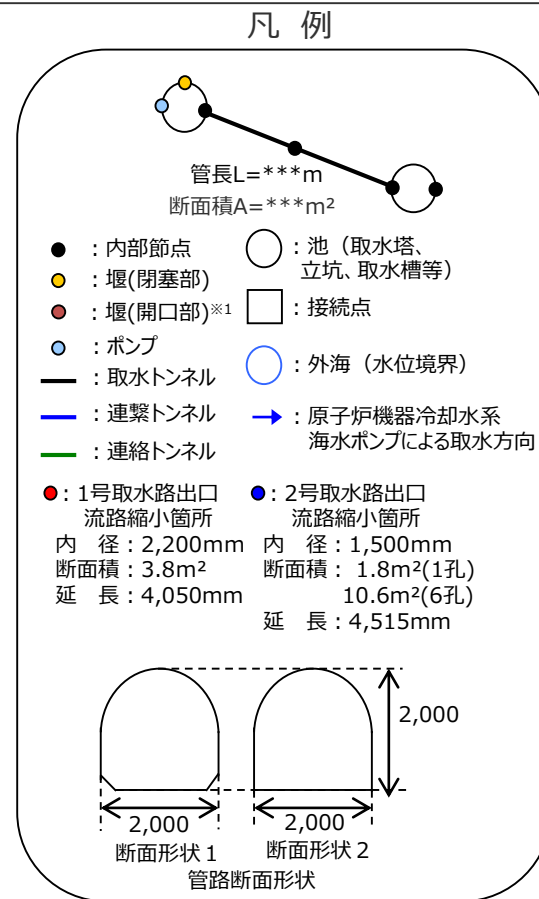 凡 例
管長L=***m
断面積A=***m²
：内部節点
：堰(閉塞部)
：堰(開口部)※1
：ポンプ
：取水トンネル
：連繋トンネル
：連絡トンネル
：池（取水塔、
立坑、取水槽等）
：接続点
：外海（水位境界）
：原子炉機器冷却水系
海水ポンプによる取水方向
：1号取水路出口
流路縮小箇所
内　径：2,200mm
断面積：3.8m²
延　長：4,050mm
：2号取水路出口
流路縮小箇所
内　径：1,500mm
断面積： 1.8m²(1孔)
10.6m²(6孔)
延　長：4,515mm
2,000
2,000
2,000
断面形状１
断面形状２
管路断面形状